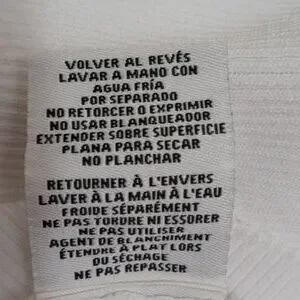 VOLVER AL REVÉS
LAVAR A MANO CON
AGUA FRÍA
POR SEPARADO
NO RETORCER O EXPRIMIR
NO USAR BLANQUEADOR
EXTENDER SOBRE SUPERFICIE
PLANA PARA SECAR
NO PLANCHAR
RETOURNER À L'ENVERS
LAVER À LA MAIN À L'EAU
FROIDE SÉPARÉMENT
NE PAS TORDRE NI ESSORER
NE PAS UTILISER
AGENT DE BLANCHIMENT
ÉTENDRE À PLAT LORS
DU SÉCHAGE
NE PAS REPASSER